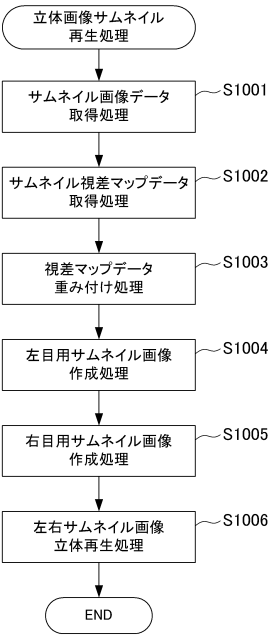 立体画像サムネイル
再生処理
サムネイル画像データ
取得処理
S1001
サムネイル視差マップデータ
取得処理
S1002
視差マップデータ
重み付け処理
S1003
左目用サムネイル画像
作成処理
S1004
右目用サムネイル画像
作成処理
S1005
左右サムネイル画像
立体再生処理
S1006
END